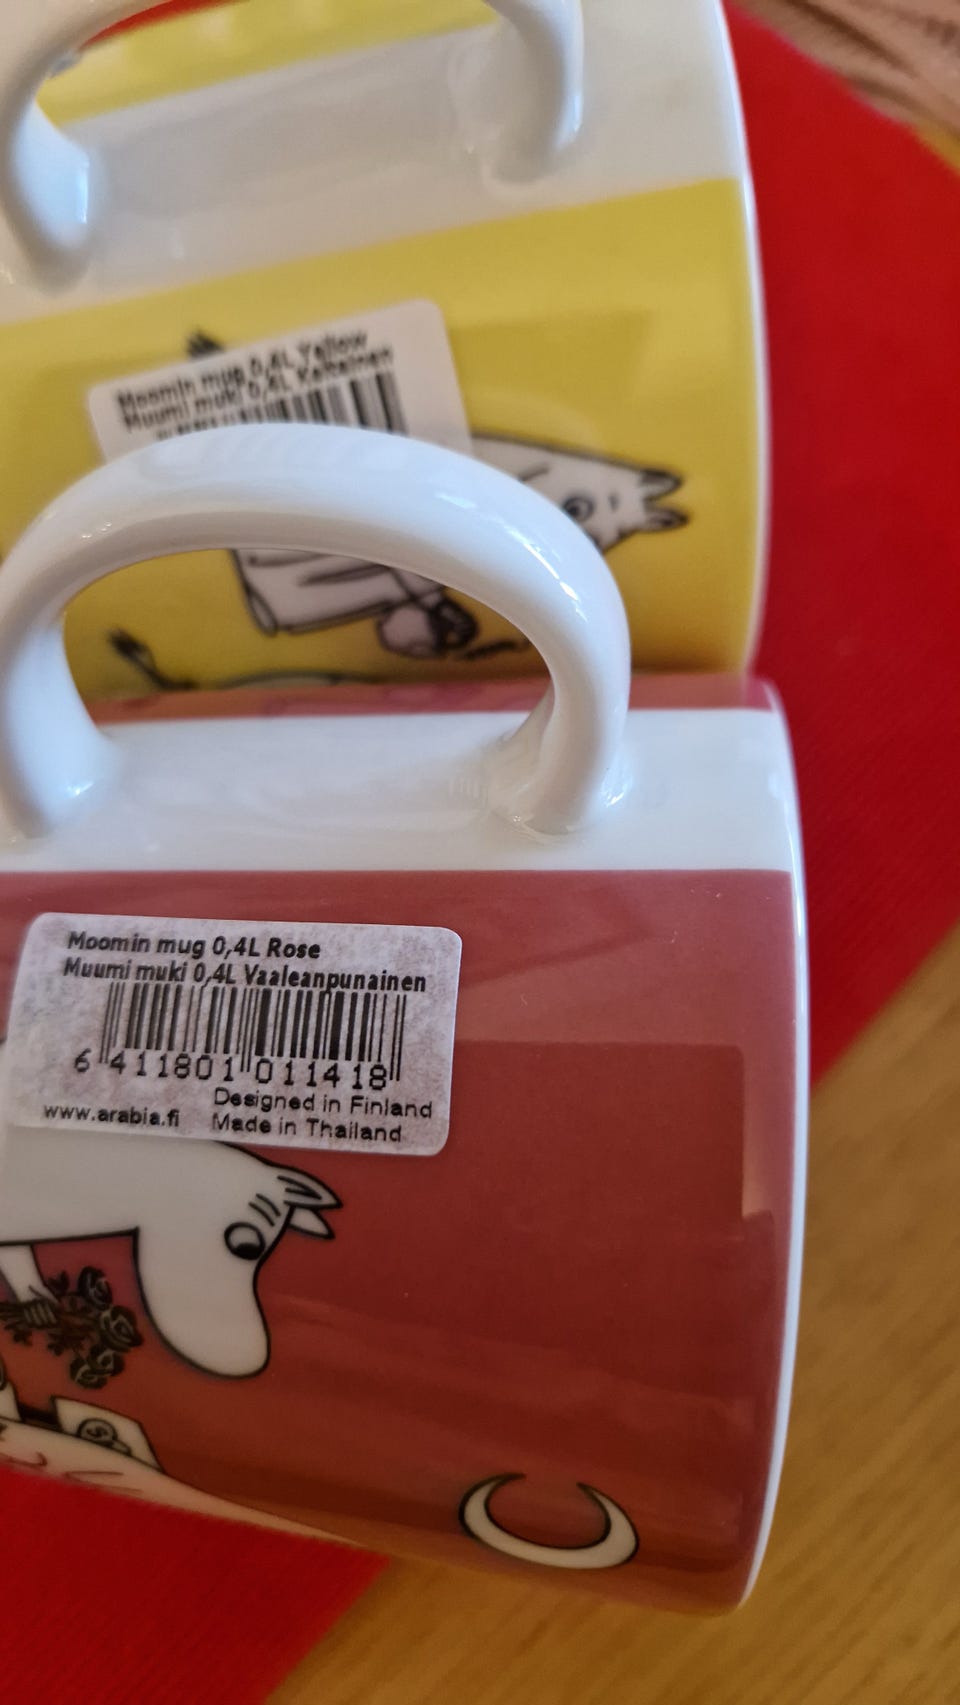 Moomin mug 0,4L Yellow
Muumi muki 0,4L Keltainen
Moomin mug 0,4L Rose
Muumi muki 0,4L Vaaleanpunainen
6 411801 011418
Designed in Finland
www.arabia.fi Made in Thailand